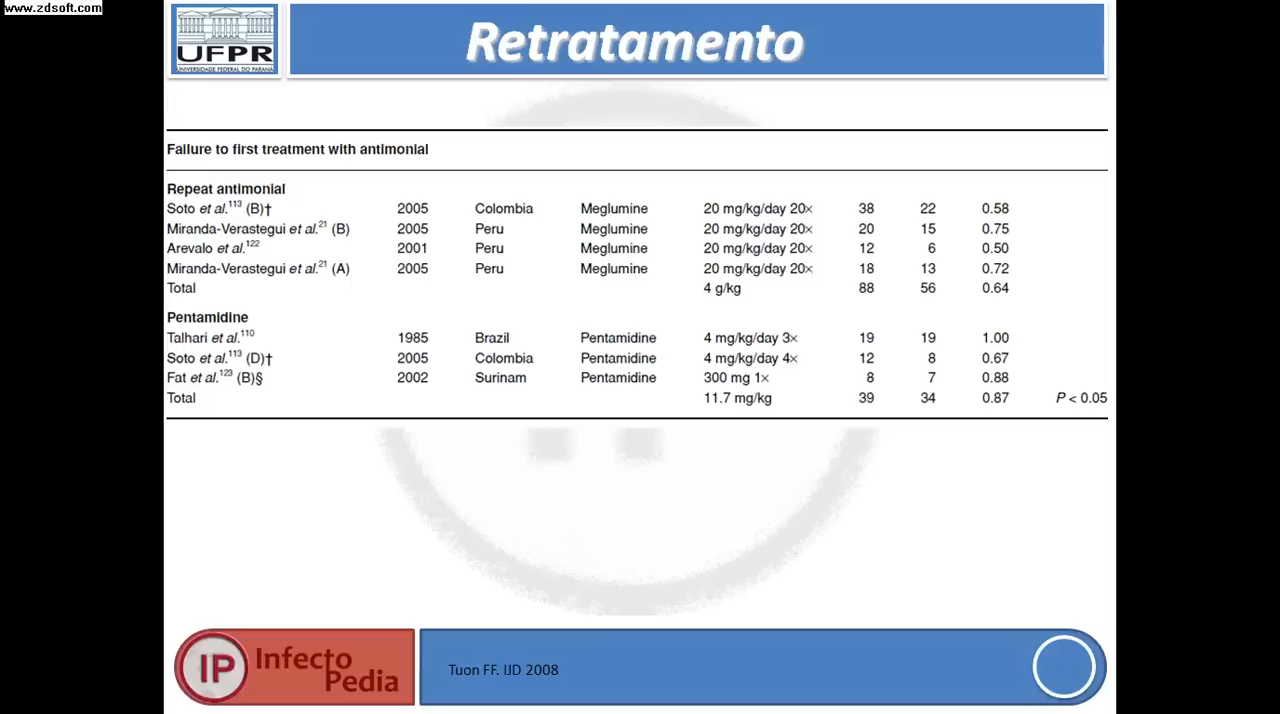 www.zdsoft.com
UFPR
UNIVERSIDADE FEDERAL DO PARANÁ
Retratamento
Failure to first treatment with antimonial
Repeat antimonial
Soto et al.113 (B)† 2005 Colombia Meglumine 20 mg/kg/day 20× 38 22 0.58
Miranda-Verastegui et al.21 (B) 2005 Peru Meglumine 20 mg/kg/day 20× 20 15 0.75
Arevalo et al.122 2001 Peru Meglumine 20 mg/kg/day 20× 12 6 0.50
Miranda-Verastegui et al.21 (A) 2005 Peru Meglumine 20 mg/kg/day 20× 18 13 0.72
Total 4 g/kg 88 56 0.64
Pentamidine
Talhari et al.110 1985 Brazil Pentamidine 4 mg/kg/day 3× 19 19 1.00
Soto et al.113 (D)† 2005 Colombia Pentamidine 4 mg/kg/day 4× 12 8 0.67
Fat et al.123 (B)§ 2002 Surinam Pentamidine 300 mg 1× 8 7 0.88
Total 11.7 mg/kg 39 34 0.87 P < 0.05
IP Infecto
Pedia
Tuon FF. IJD 2008